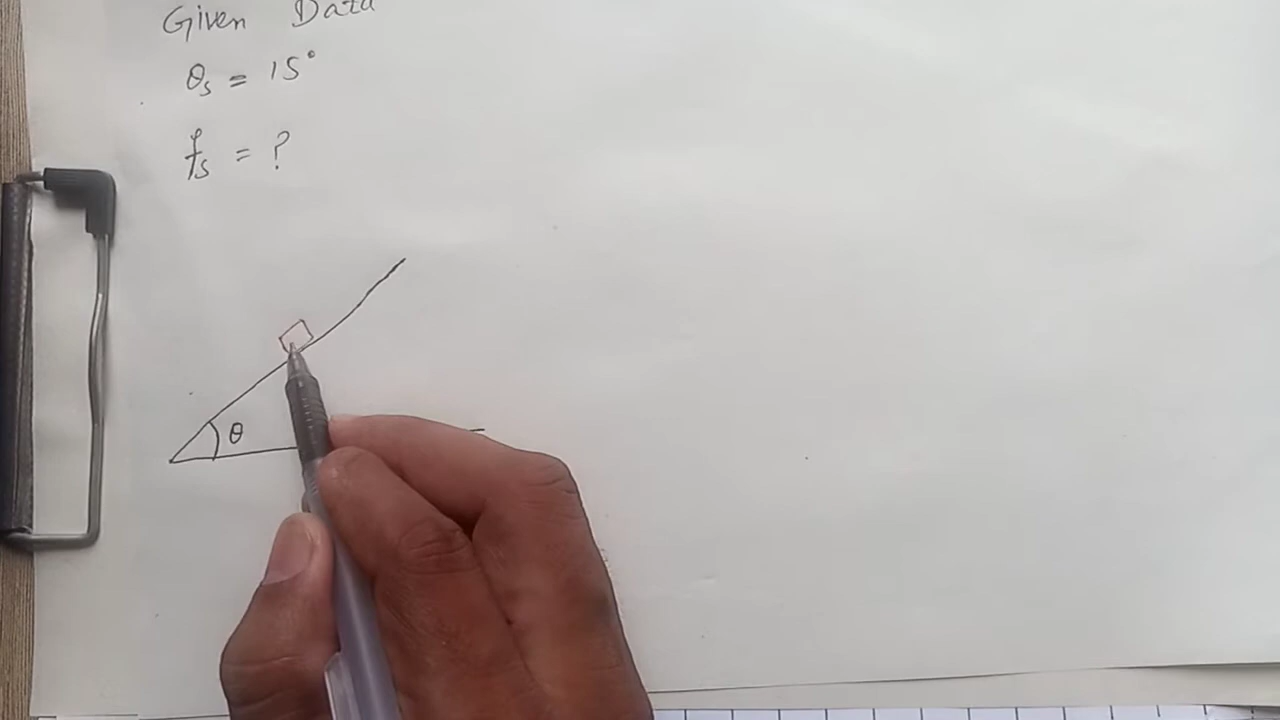 Given Data
θs = 15°
fs = ?
θ